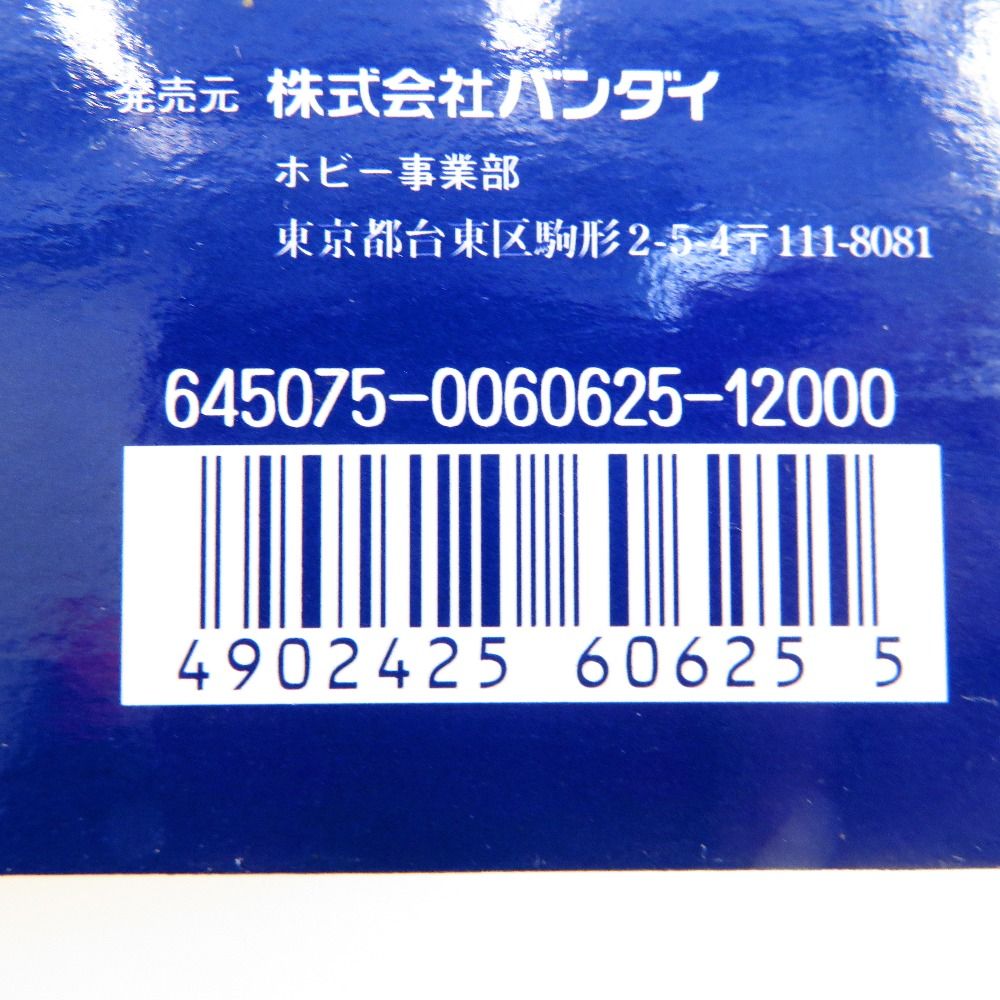 発売元 株式会社バンダイ
ホビー事業部
東京都台東区駒形2-5-4〒111-8081
645075-0060625-12000
4902425 60625 5